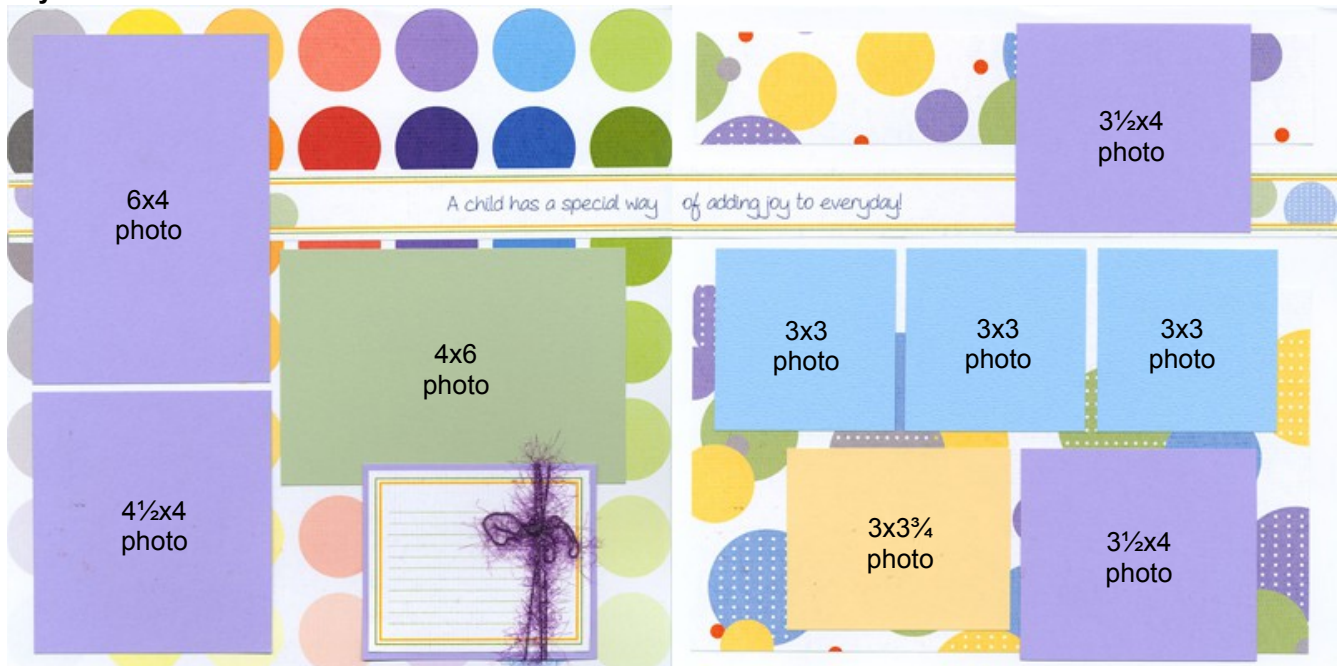 6x4
photo
4½x4
photo
4x6
photo
A child has a special way of adding joy to everyday!
3½x4
photo
3x3
photo
3x3
photo
3x3
photo
3x3¾
photo
3½x4
photo